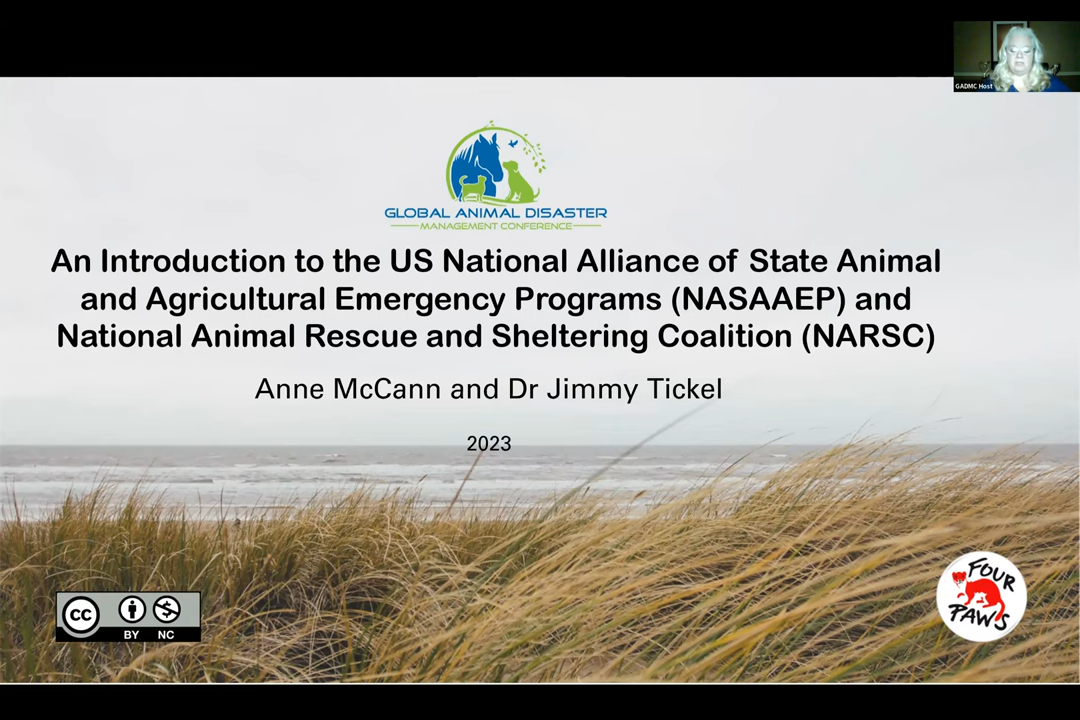 GADMC Host
GLOBAL ANIMAL DISASTER
MANAGEMENT CONFERENCE
An Introduction to the US National Alliance of State Animal
and Agricultural Emergency Programs (NASAAEP) and
National Animal Rescue and Sheltering Coalition (NARSC)
Anne McCann and Dr Jimmy Tickel
2023
FOUR
PAWS
CC
BY NC